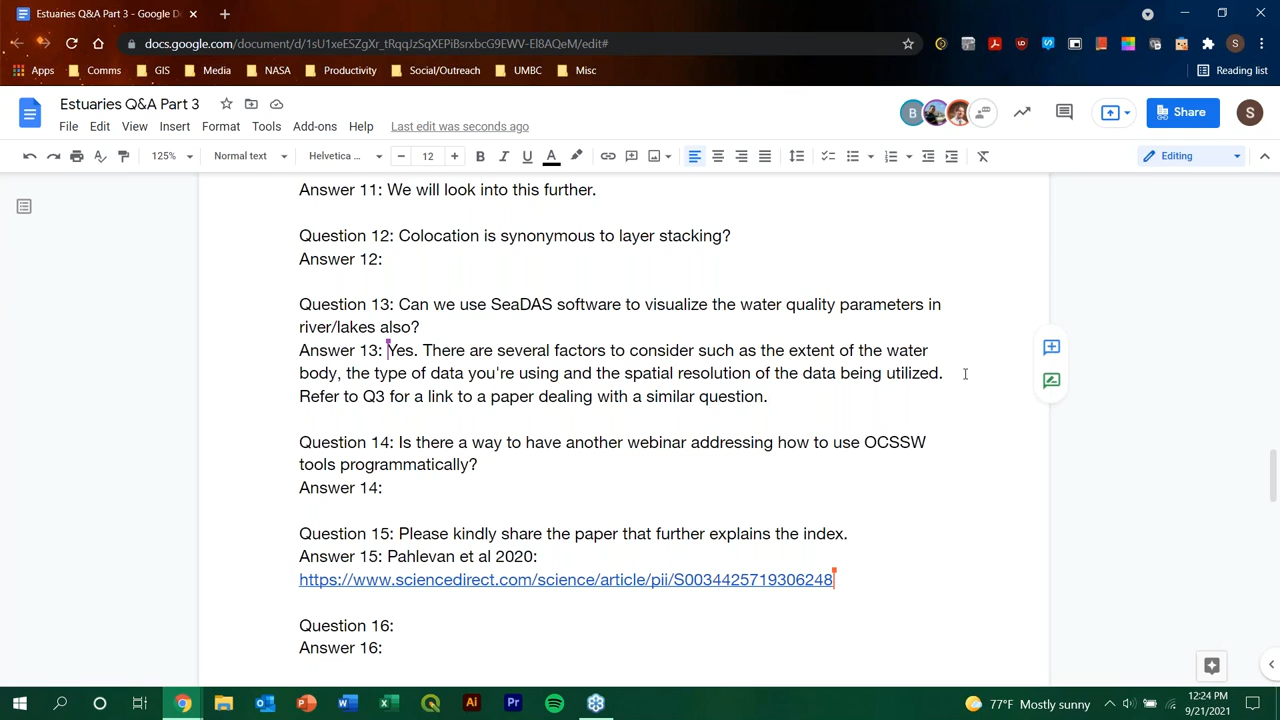 Estuaries Q&A Part 3 - Google D
docs.google.com/document/d/1sU1xeESZgXr_tRqqJzSqXEPiBsrxbcG9EWV-El8AQeM/edit#
Apps Comms GIS Media NASA Productivity Social/Outreach UMBC Misc Reading list
Estuaries Q&A Part 3
File Edit View Insert Format Tools Add-ons Help Last edit was seconds ago
Share
125% Normal text Helvetica ... 12 Editing
Answer 11: We will look into this further.
Question 12: Colocation is synonymous to layer stacking?
Answer 12:
Question 13: Can we use SeaDAS software to visualize the water quality parameters in
river/lakes also?
Answer 13: Yes. There are several factors to consider such as the extent of the water
body, the type of data you're using and the spatial resolution of the data being utilized.
Refer to Q3 for a link to a paper dealing with a similar question.
Question 14: Is there a way to have another webinar addressing how to use OCSSW
tools programmatically?
Answer 14:
Question 15: Please kindly share the paper that further explains the index.
Answer 15: Pahlevan et al 2020:
https://www.sciencedirect.com/science/article/pii/S0034425719306248
Question 16:
Answer 16:
77°F Mostly sunny
12:24 PM
9/21/2021